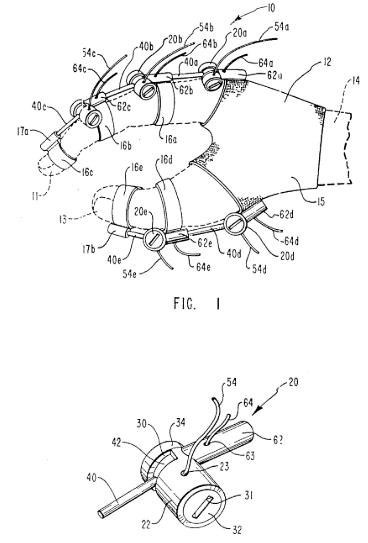 10
54b
20b
64b
40b
54c
64c
40a
20a
54a
64a
12
62c
62b
62a
14
40c
17a
16b
16a
11
16c
16e
16d
13
15
20e
62d
17b
62e
64d
40e
40d
20d
54e
64e
54d
FIG. 1
54
64
20
34
30
42
62
63
40
23
31
22
32